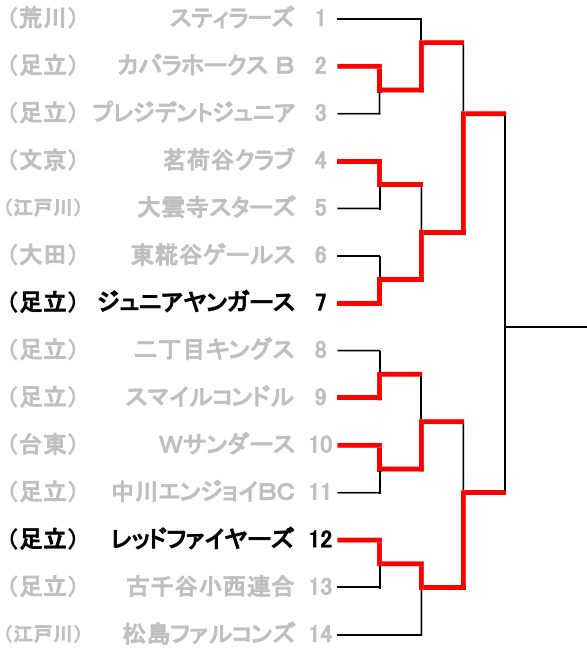 (荒川) スティラーズ 1
(足立) カバラホークス B 2
(足立) プレジデントジュニア 3
(文京) 茗荷谷クラブ 4
(江戸川) 大雲寺スターズ 5
(大田) 東糀谷ゲールス 6
(足立) ジュニアヤンガース 7
(足立) 二丁目キングス 8
(足立) スマイルコンドル 9
(台東) Wサンダース 10
(足立) 中川エンジョイBC 11
(足立) レッドファイヤーズ 12
(足立) 古千谷小西連合 13
(江戸川) 松島ファルコンズ 14